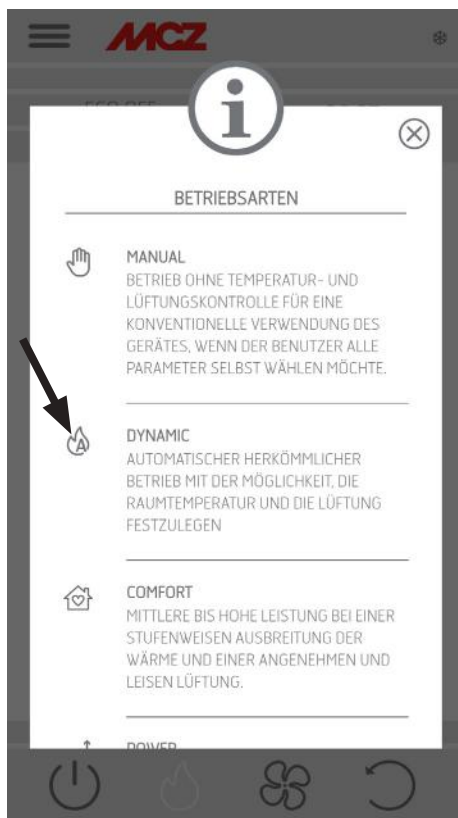 MCZ
i
BETRIEBSARTEN
MANUAL
BETRIEB OHNE TEMPERATUR- UND
LÜFTUNGSKONTROLLE FÜR EINE
KONVENTIONELLE VERWENDUNG DES
GERÄTES, WENN DER BENUTZER ALLE
PARAMETER SELBST WÄHLEN MÖCHTE.
A
DYNAMIC
AUTOMATISCHER HERKÖMMLICHER
BETRIEB MIT DER MÖGLICHKEIT, DIE
RAUMTEMPERATUR UND DIE LÜFTUNG
FESTZULEGEN
COMFORT
MITTLERE BIS HOHE LEISTUNG BEI EINER
STUFENWEISEN AUSBREITUNG DER
WÄRME UND EINER ANGENEHMEN UND
LEISEN LÜFTUNG.
POWER